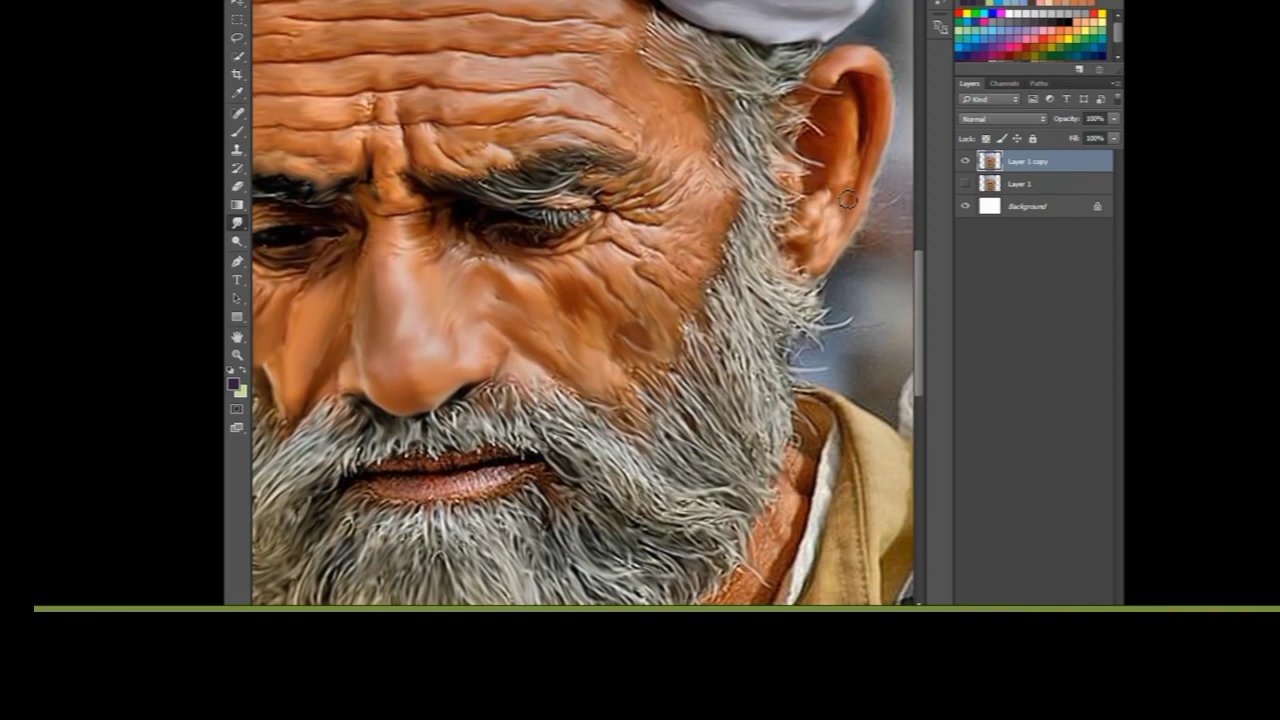 Layers Channels Paths
Kind
Normal Opacity: 100%
Lock: Fill: 100%
Layer 1 copy
Layer 1
Background
T